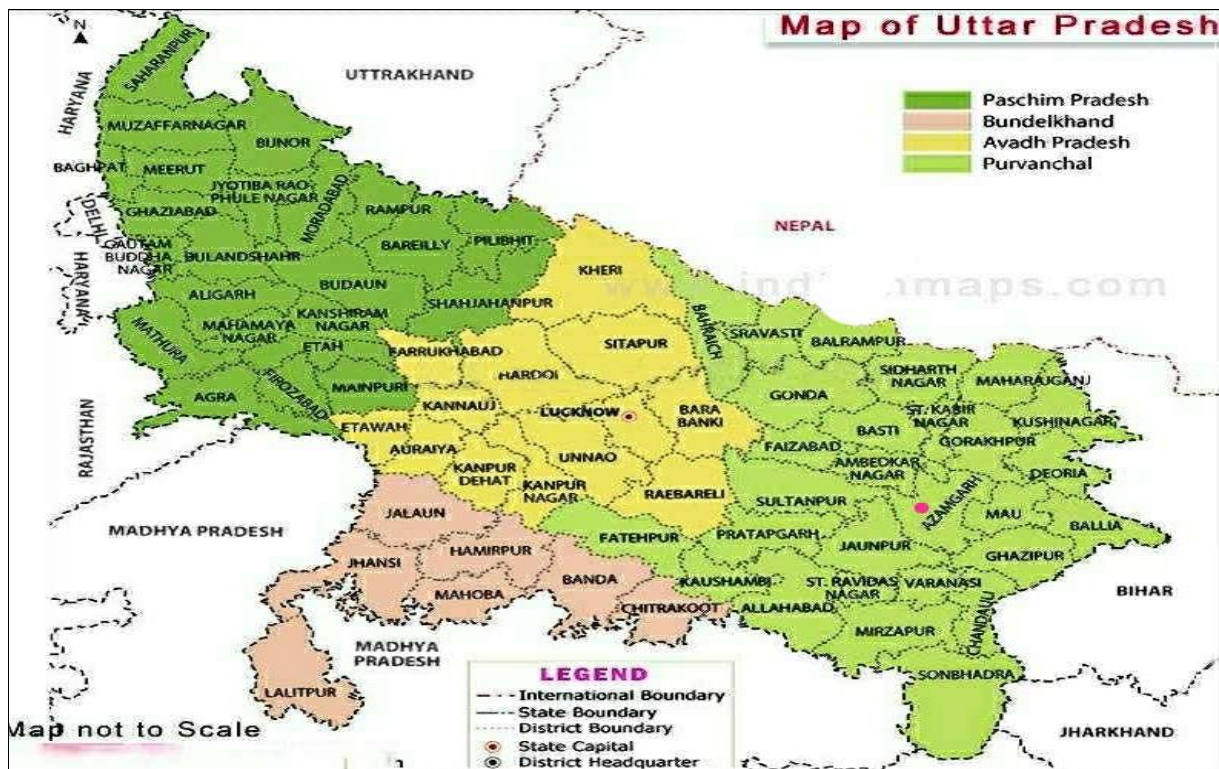 Map of Uttar Pradesh
N
SAHARANPUR
UTTRAKHAND
HARYANA
Paschim Pradesh
Bundelkhand
Avadh Pradesh
Purvanchal
MUZAFFARNAGAR
BIJNOR
BAGHPAT
MEERUT
JYOTIBA RAO
PHULE NAGAR
MORADABAD
RAMPUR
GHAZIABAD
DELHI
NEPAL
GAUTAM
BUDDHA
NAGAR
BULANDSHAHR
BAREILLY
PILIBHIT
HARYANA
KHERI
BUDAUN
ALIGARH
SHAHJAHANPUR
KANSHIRAM
NAGAR
MAHAMAYA
NAGAR
MATHURA
ETAH
BAHRAICH
SRAVASTI
BALRAMPUR
FARRUKHABAD
SITAPUR
HARDOI
SIDHARTH
NAGAR
MAHARAJGANJ
MAINPURI
FIROZABAD
AGRA
GONDA
KANNAUJ
LUCKNOW
BARA
BANKI
ST. KABIR
NAGAR
KUSHINAGAR
RAJASTHAN
ETAWAH
BASTI
GORAKHPUR
FAIZABAD
AURAIYA
UNNAO
AMBEDKAR
NAGAR
DEORIA
KANPUR
DEHAT
KANPUR
NAGAR
RAEBARELI
SULTANPUR
AZAMGARH
MAU
BALLIA
JALAUN
MADHYA PRADESH
FATEHPUR
PRATAPGARH
JAUNPUR
GHAZIPUR
HAMIRPUR
JHANSI
BANDA
KAUSHAMBI
ST. RAVIDAS
NAGAR
VARANASI
BIHAR
MAHOBA
CHITRAKOOT
ALLAHABAD
MIRZAPUR
CHANDAULI
MADHYA
PRADESH
LALITPUR
SONBHADRA
LEGEND
International Boundary
State Boundary
District Boundary
State Capital
District Headquarter
Map not to Scale
JHARKHAND